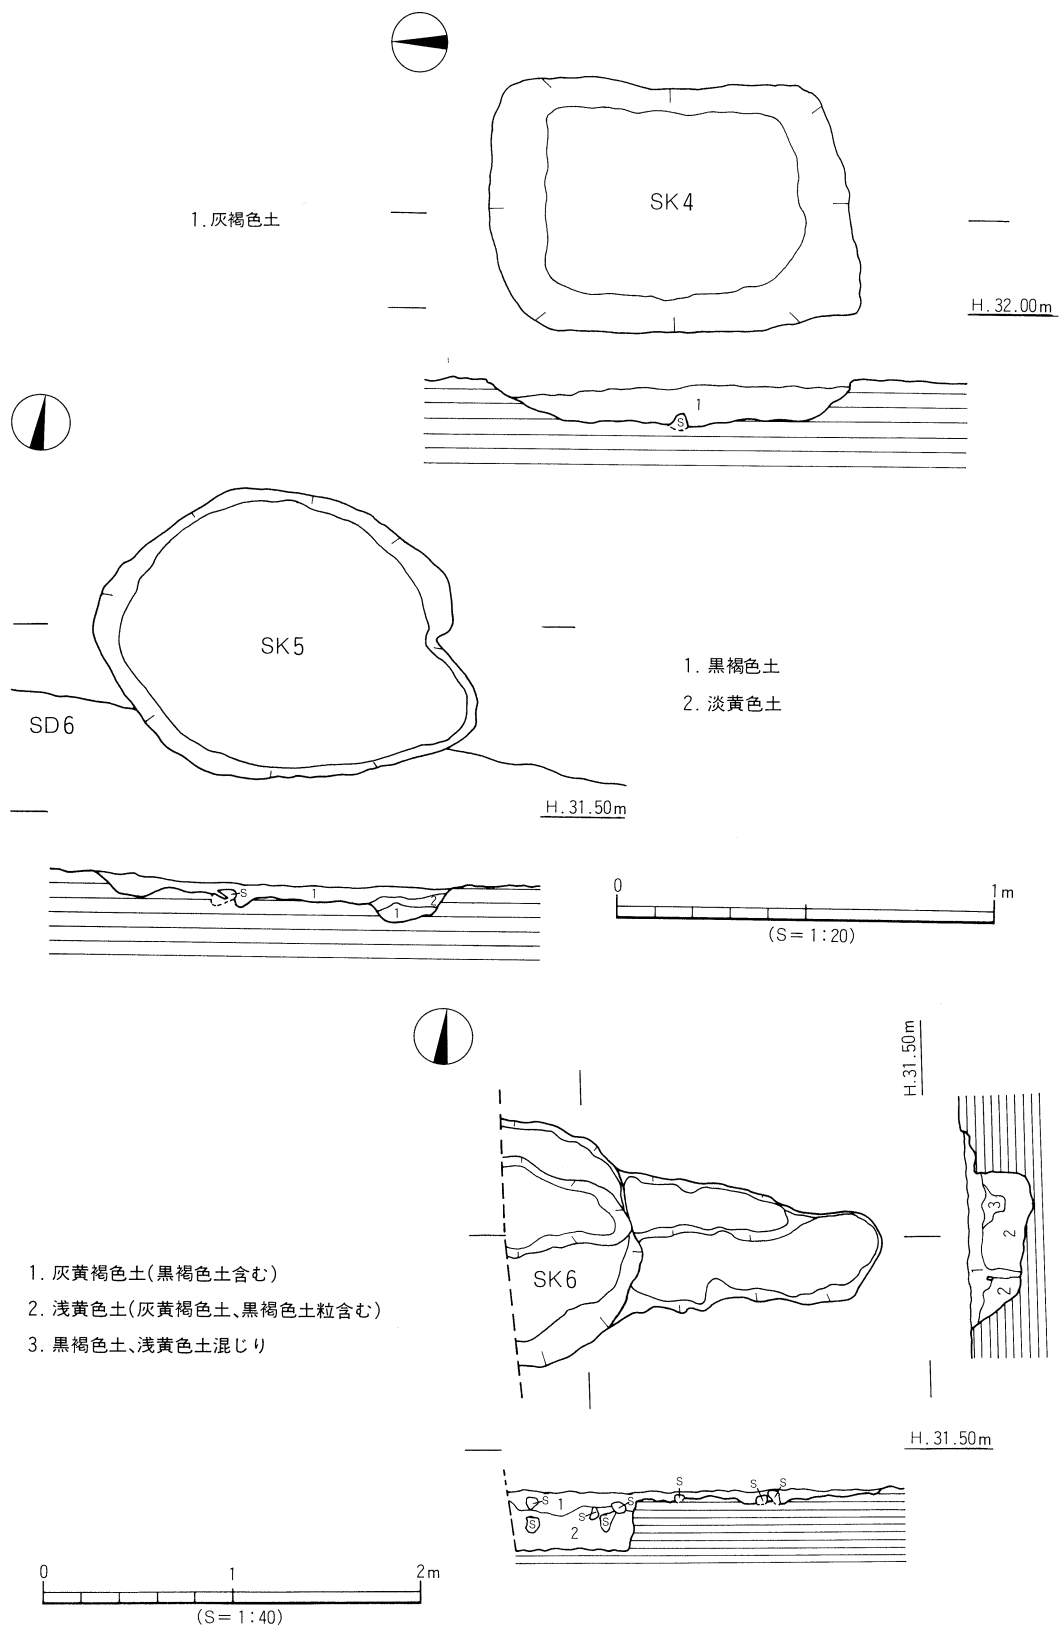 SK4
1. 灰褐色土
H.32.00m
1
S
SK5
SD6
1. 黒褐色土
2. 淡黄色土
H.31.50m
S
1
2
1
0
1m
(S=1:20)
H.31.50m
SK6
3
2
2
1. 灰黄褐色土(黒褐色土含む)
2. 浅黄色土(灰黄褐色土、黒褐色土粒含む)
3. 黒褐色土、浅黄色土混じり
H.31.50m
S
S
S
S
1
S
S
S
S
2
0
1
2m
(S=1:40)